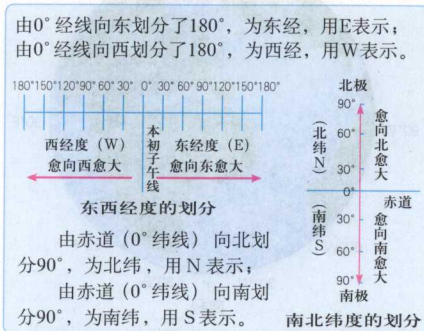 由0°经线向东划分了180°，为东经，用E表示；
由0°经线向西划分了180°，为西经，用W表示。
180°150°120°90°60°30° 0° 30°60°90°120°150°180°
西经度（W）
愈向西愈大
本初子午线
东经度（E）
愈向东愈大
东西经度的划分
由赤道（0°纬线）向北划
分90°，为北纬，用N表示；
由赤道（0°纬线）向南划
分90°，为南纬，用S表示。
北极
90°
60°
30°
0°
30°
60°
90°
南极
（北纬N）
愈向北愈大
赤道
（南纬S）
愈向南愈大
南北纬度的划分